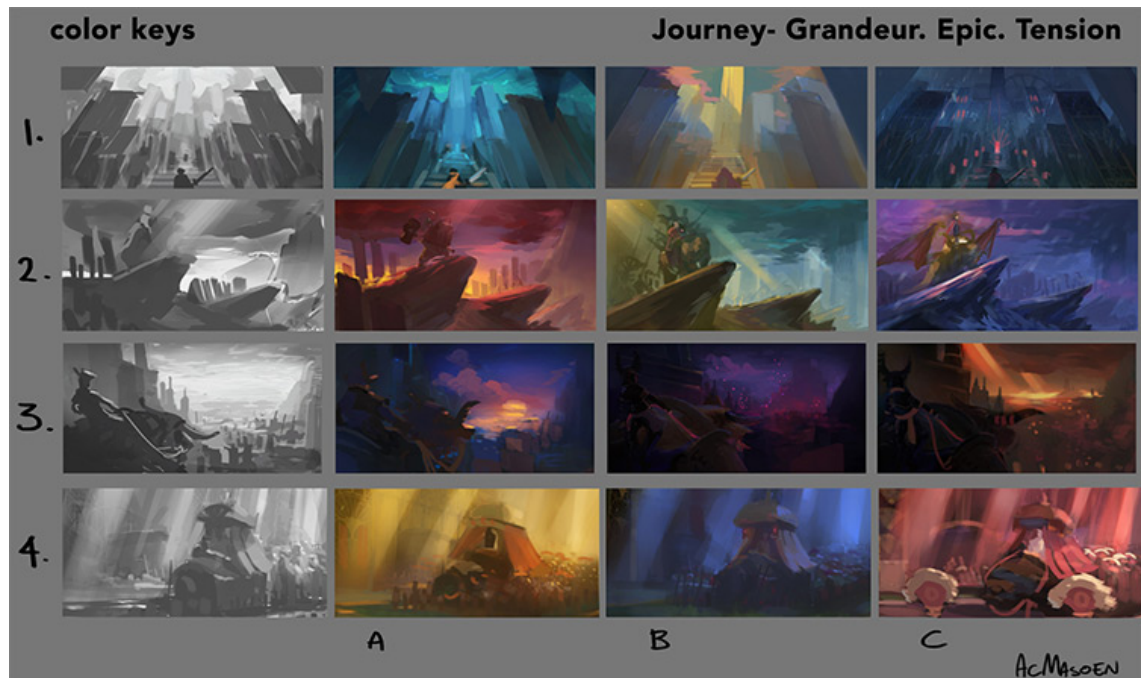 color keys
Journey- Grandeur. Epic. Tension
1.
2.
3.
4.
A
B
C
ACMASOEN